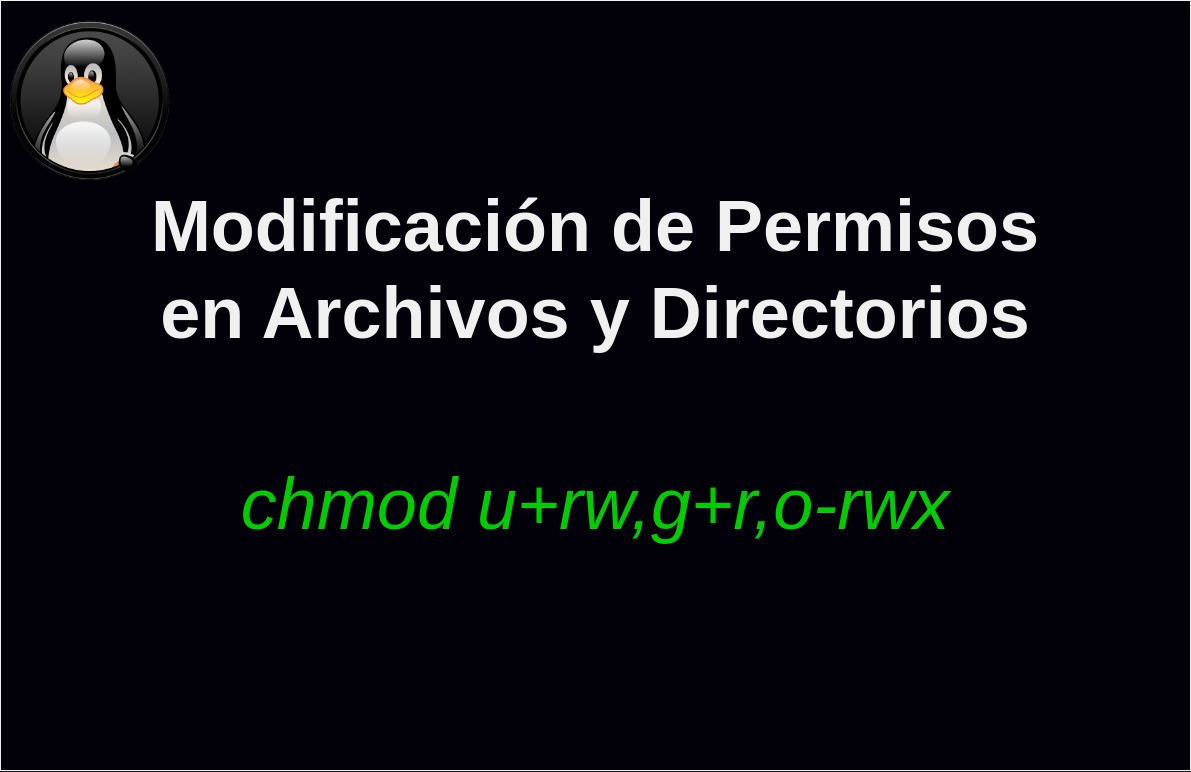 Modificación de Permisos
en Archivos y Directorios
chmod u+rw,g+r,o-rwx